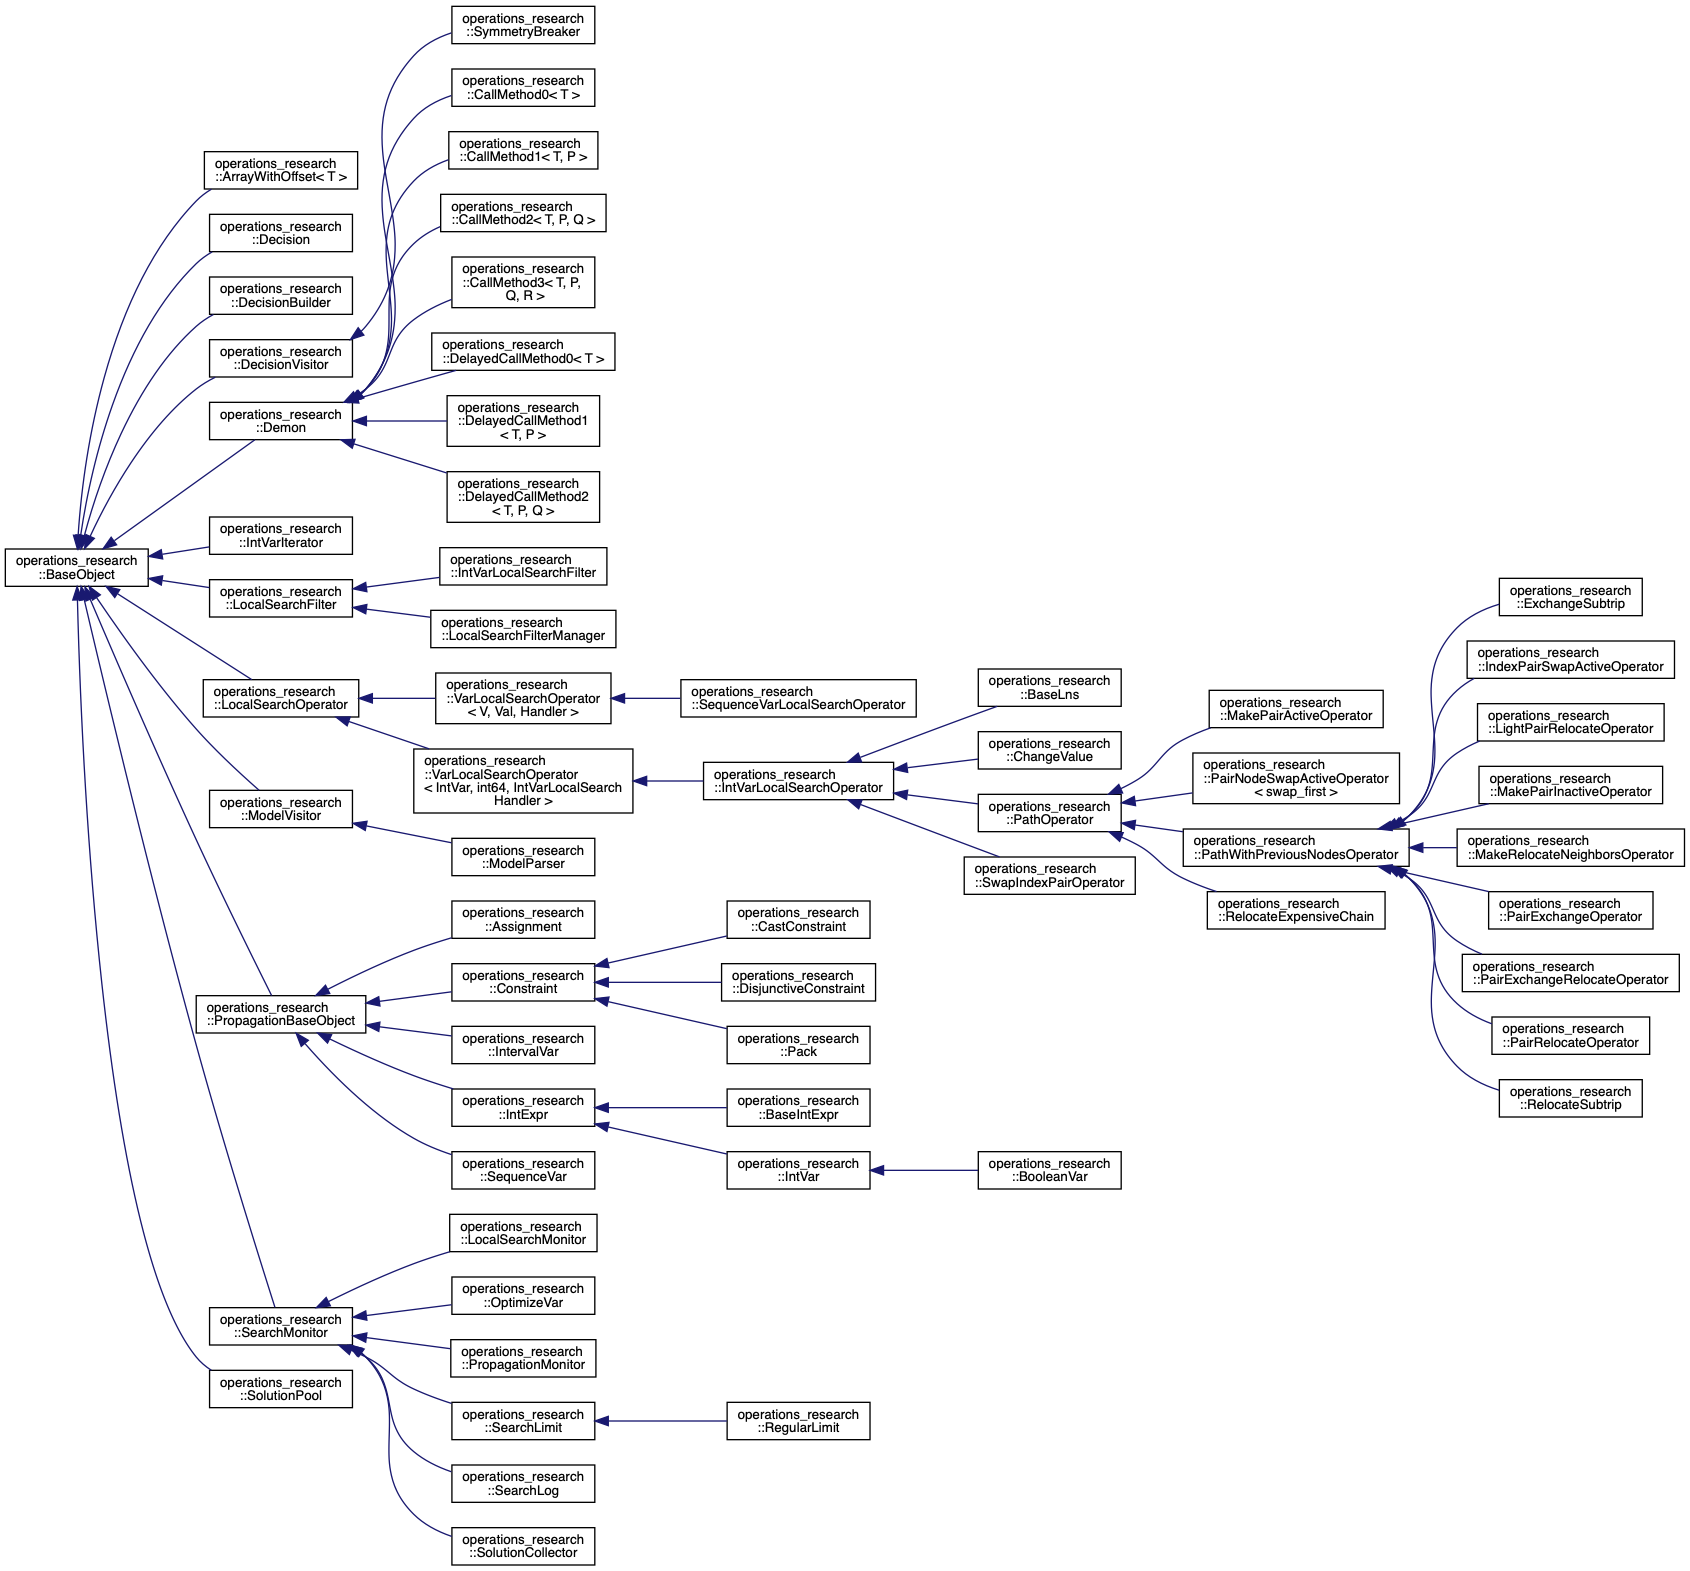 operations_research
::SymmetryBreaker
operations_research
::CallMethod0< T >
operations_research
::CallMethod1< T, P >
operations_research
::ArrayWithOffset< T >
operations_research
::CallMethod2< T, P, Q >
operations_research
::Decision
operations_research
::CallMethod3< T, P,
Q, R >
operations_research
::DecisionBuilder
operations_research
::DecisionVisitor
operations_research
::DelayedCallMethod0< T >
operations_research
::Demon
operations_research
::DelayedCallMethod1
< T, P >
operations_research
::DelayedCallMethod2
< T, P, Q >
operations_research
::IntVarIterator
operations_research
::BaseObject
operations_research
::IntVarLocalSearchFilter
operations_research
::LocalSearchFilter
operations_research
::LocalSearchFilterManager
operations_research
::LocalSearchOperator
operations_research
::VarLocalSearchOperator
< V, Val, Handler >
operations_research
::SequenceVarLocalSearchOperator
operations_research
::VarLocalSearchOperator
< IntVar, int64, IntVarLocalSearch
Handler >
operations_research
::IntVarLocalSearchOperator
operations_research
::BaseLns
operations_research
::ChangeValue
operations_research
::PathOperator
operations_research
::SwapIndexPairOperator
operations_research
::MakePairActiveOperator
operations_research
::PairNodeSwapActiveOperator
< swap_first >
operations_research
::PathWithPreviousNodesOperator
operations_research
::RelocateExpensiveChain
operations_research
::ExchangeSubtrip
operations_research
::IndexPairSwapActiveOperator
operations_research
::LightPairRelocateOperator
operations_research
::MakePairInactiveOperator
operations_research
::MakeRelocateNeighborsOperator
operations_research
::PairExchangeOperator
operations_research
::PairExchangeRelocateOperator
operations_research
::PairRelocateOperator
operations_research
::RelocateSubtrip
operations_research
::ModelVisitor
operations_research
::ModelParser
operations_research
::PropagationBaseObject
operations_research
::Assignment
operations_research
::Constraint
operations_research
::CastConstraint
operations_research
::DisjunctiveConstraint
operations_research
::Pack
operations_research
::IntervalVar
operations_research
::IntExpr
operations_research
::BaseIntExpr
operations_research
::IntVar
operations_research
::BooleanVar
operations_research
::SequenceVar
operations_research
::SearchMonitor
operations_research
::LocalSearchMonitor
operations_research
::OptimizeVar
operations_research
::PropagationMonitor
operations_research
::SearchLimit
operations_research
::RegularLimit
operations_research
::SearchLog
operations_research
::SolutionCollector
operations_research
::SolutionPool